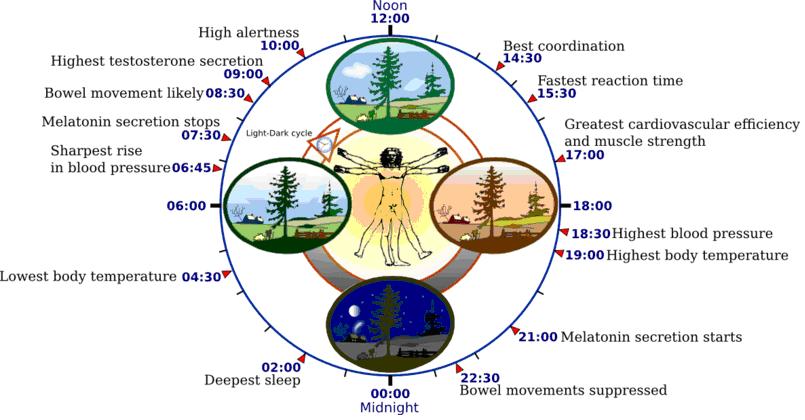 Noon
12:00
High alertness
10:00
Highest testosterone secretion
09:00
Bowel movement likely 08:30
Melatonin secretion stops
07:30
Sharpest rise
in blood pressure 06:45
06:00
Lowest body temperature 04:30
02:00
Deepest sleep
00:00
Midnight
Best coordination
14:30
Fastest reaction time
15:30
Greatest cardiovascular efficiency
and muscle strength
17:00
18:00
18:30 Highest blood pressure
19:00 Highest body temperature
21:00 Melatonin secretion starts
22:30
Bowel movements suppressed
Light-Dark cycle